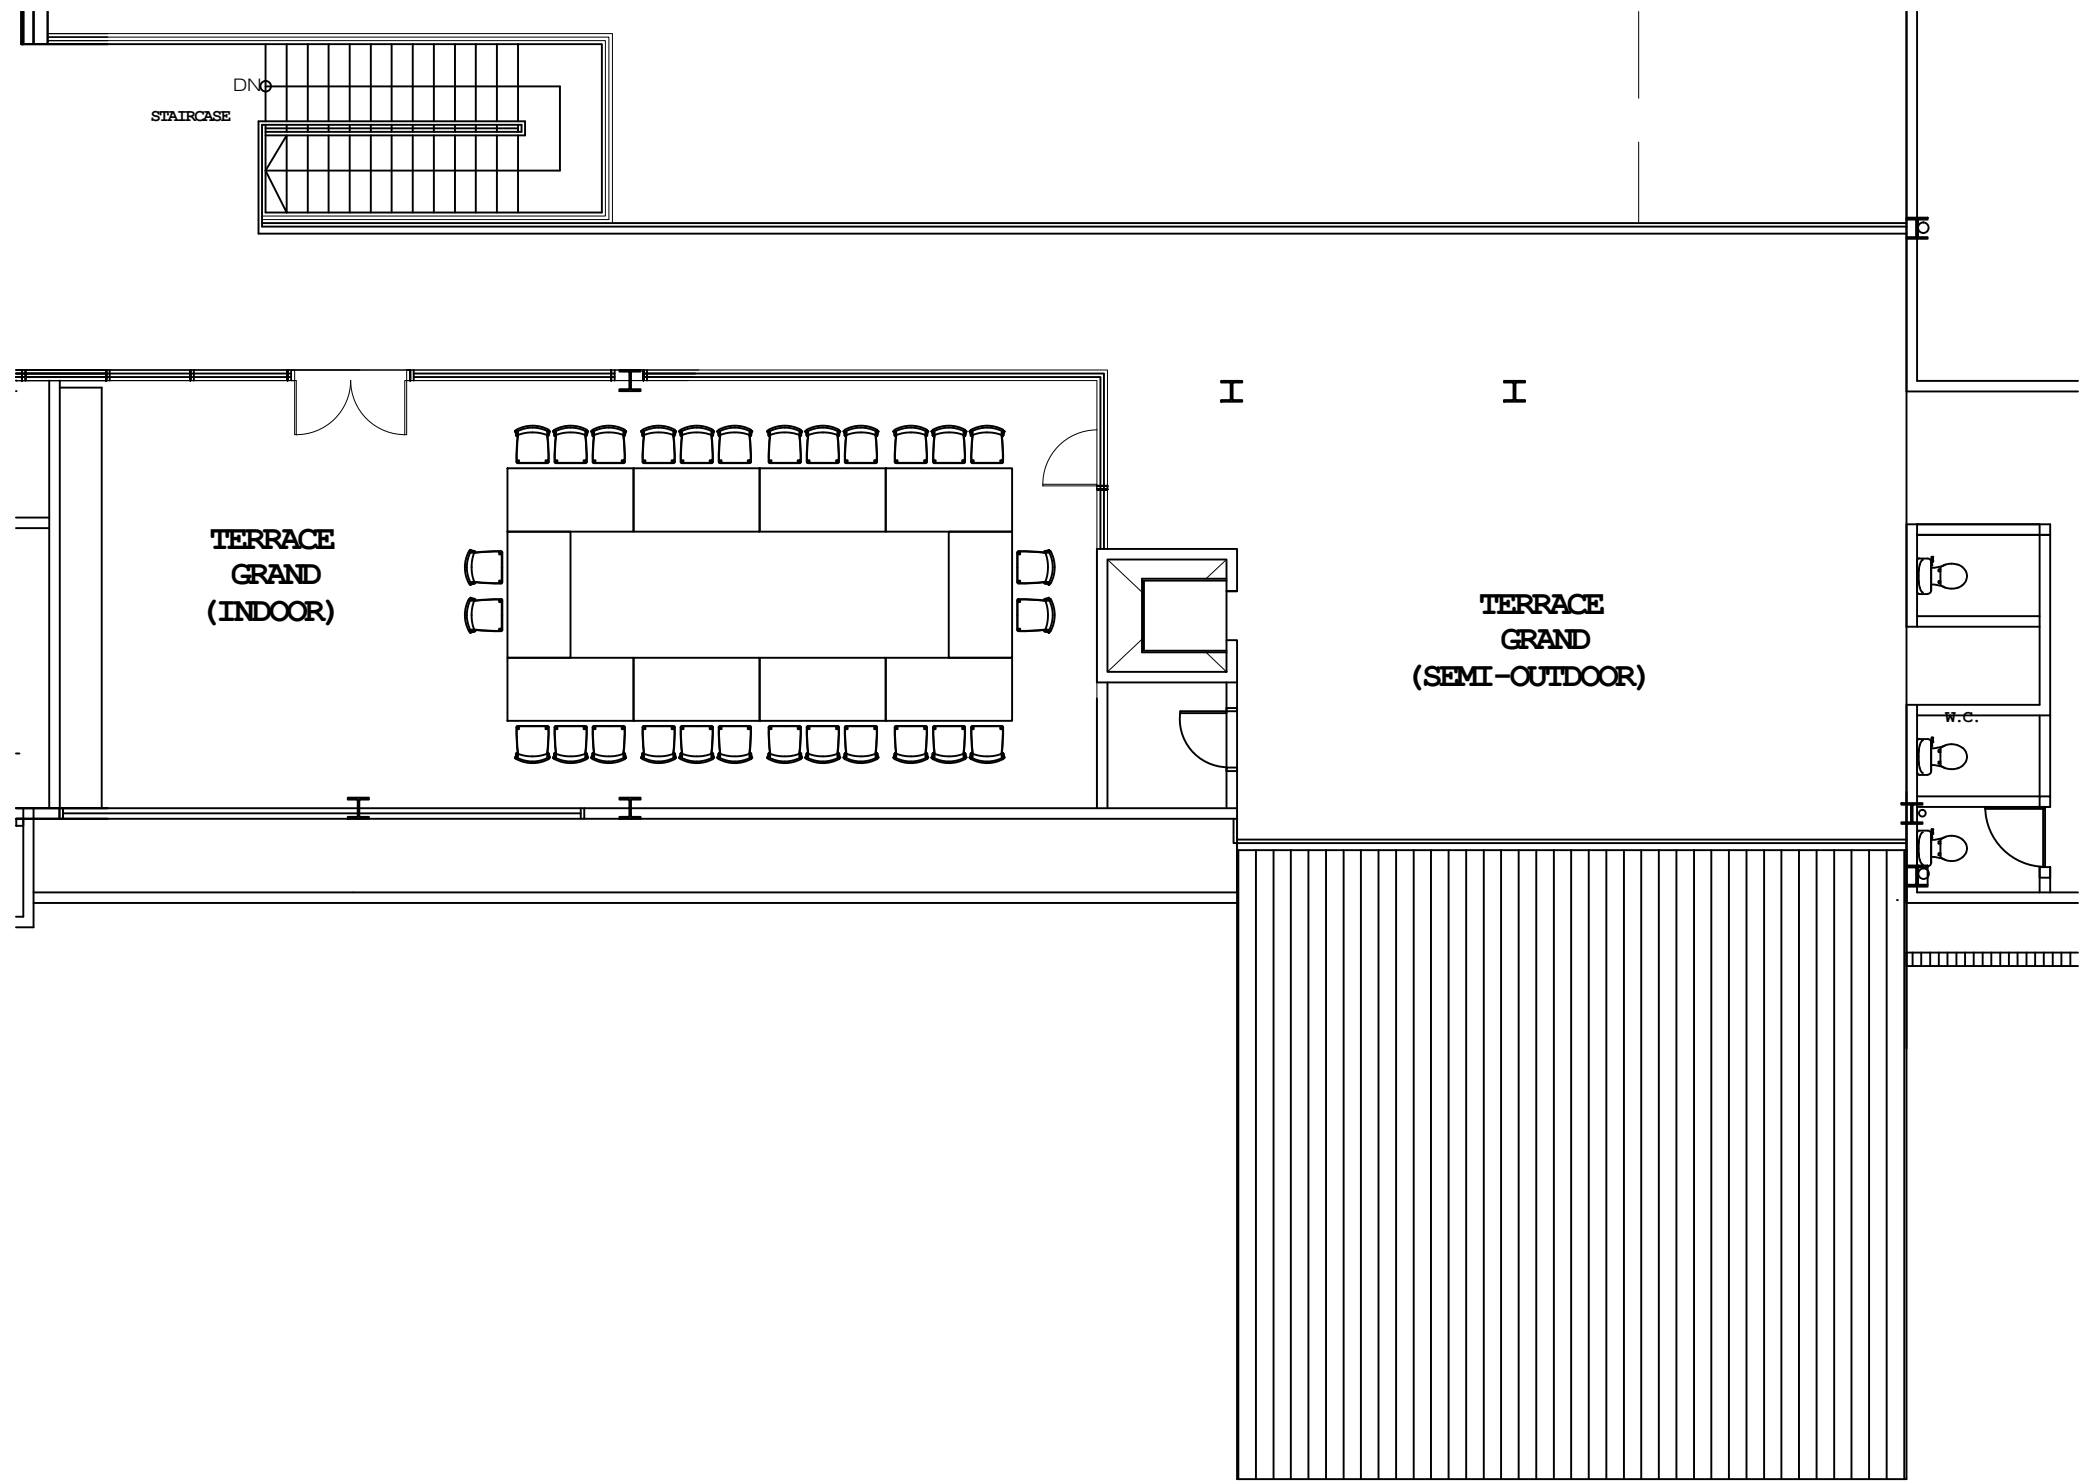 DN
STAIRCASE
TERRACE
GRAND
(INDOOR)
TERRACE
GRAND
(SEMI-OUTDOOR)
W.C.